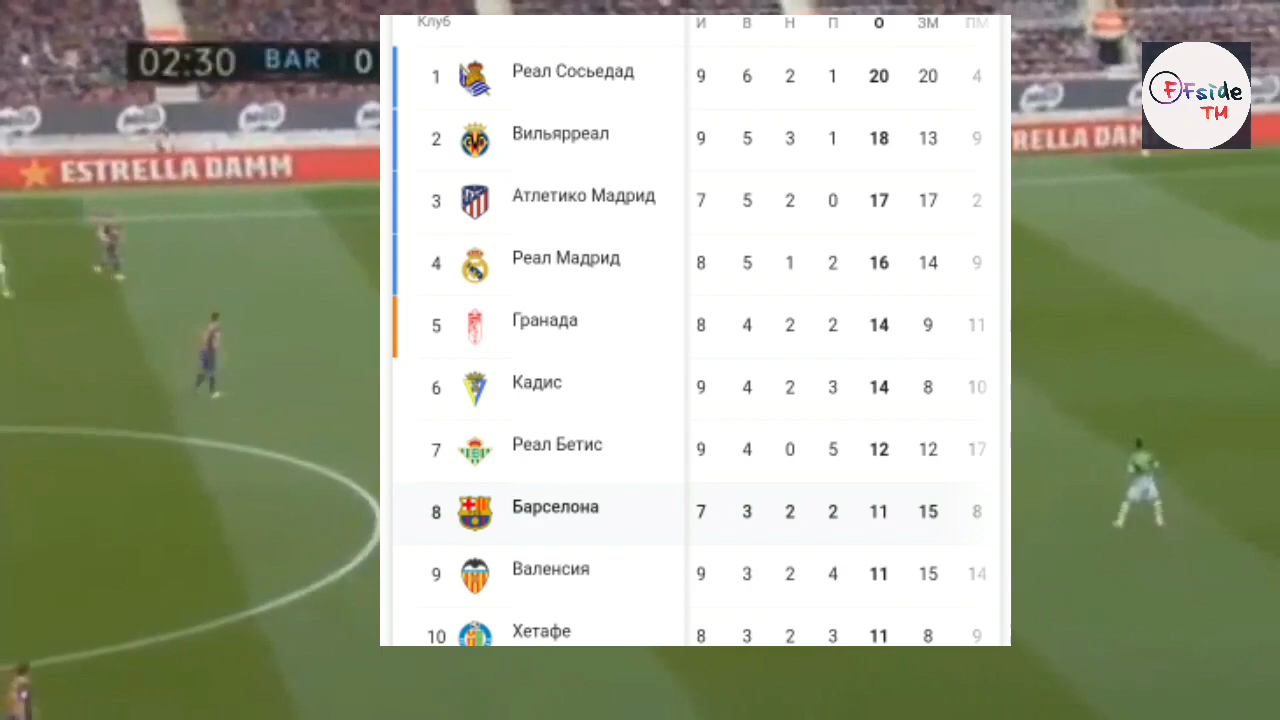 02:30 BAR 0
Клуб И В Н П О ЗМ ПМ
1 Реал Сосьедад 9 6 2 1 20 20 4
2 Вильярреал 9 5 3 1 18 13 9
3 Атлетико Мадрид 7 5 2 0 17 17 2
4 Реал Мадрид 8 5 1 2 16 14 9
5 Гранада 8 4 2 2 14 9 11
6 Кадис 9 4 2 3 14 8 10
7 Реал Бетис 9 4 0 5 12 12 17
8 Барселона 7 3 2 2 11 15 8
9 Валенсия 9 3 2 4 11 15 14
10 Хетафе 8 3 2 3 11 8 9
FFside
TM
ESTRELLA DAMM
RELLA DAM